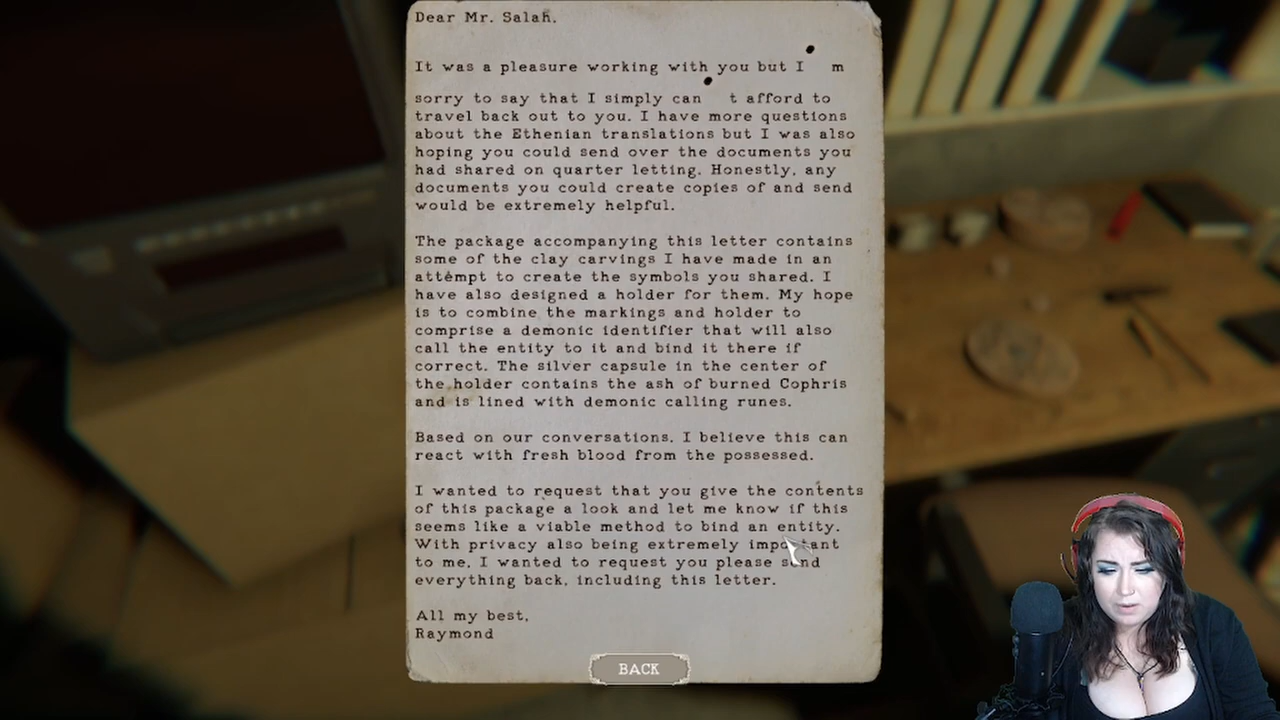 Dear Mr. Salah,
It was a pleasure working with you but I m
sorry to say that I simply can t afford to
travel back out to you. I have more questions
about the Ethenian translations but I was also
hoping you could send over the documents you
had shared on quarter letting. Honestly, any
documents you could create copies of and send
would be extremely helpful.
The package accompanying this letter contains
some of the clay carvings I have made in an
attempt to create the symbols you shared. I
have also designed a holder for them. My hope
is to combine the markings and holder to
comprise a demonic identifier that will also
call the entity to it and bind it there if
correct. The silver capsule in the center of
the holder contains the ash of burned Cophris
and is lined with demonic calling runes.
Based on our conversations, I believe this can
react with fresh blood from the possessed.
I wanted to request that you give the contents
of this package a look and let me know if this
seems like a viable method to bind an entity.
With privacy also being extremely important
to me, I wanted to request you please send
everything back, including this letter.
All my best,
Raymond
BACK